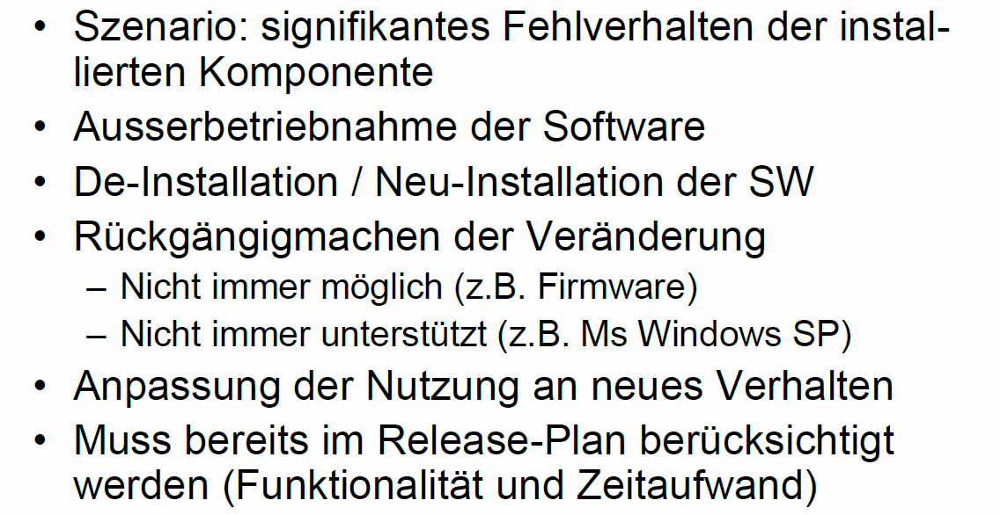 • Szenario: signifikantes Fehlverhalten der instal-
lierten Komponente
• Ausserbetriebnahme der Software
• De-Installation / Neu-Installation der SW
• Rückgängigmachen der Veränderung
– Nicht immer möglich (z.B. Firmware)
– Nicht immer unterstützt (z.B. Ms Windows SP)
• Anpassung der Nutzung an neues Verhalten
• Muss bereits im Release-Plan berücksichtigt
werden (Funktionalität und Zeitaufwand)